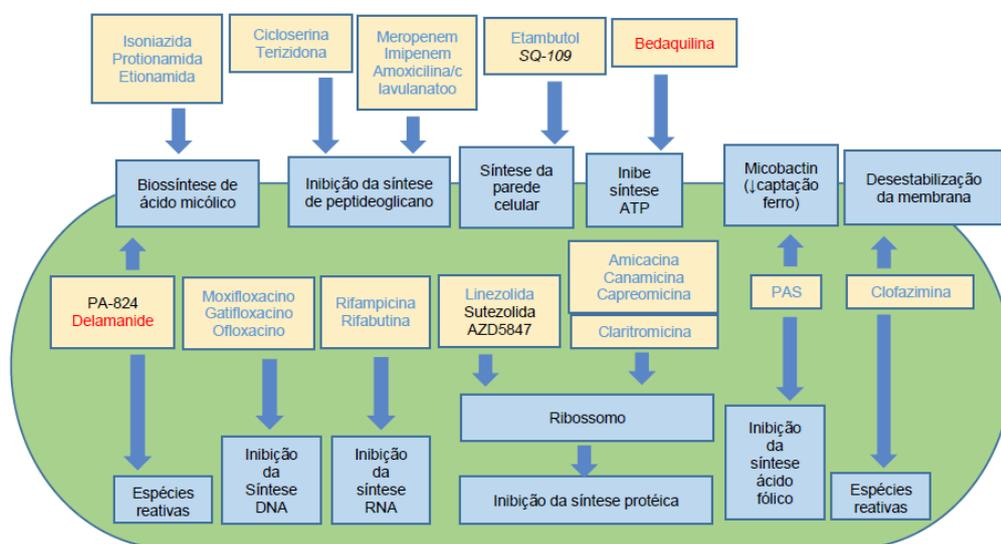 Isoniazida
Protionamida
Etionamida
Cicloserina
Terizidona
Meropenem
Imipenem
Amoxicilina/c
lavulanatoo
Etambutol
SQ-109
Bedaquilina
Biossíntese de
ácido micólico
Inibição da síntese
de peptideoglicano
Síntese da
parede
celular
Inibe
síntese
ATP
Micobactin
(↓captação
ferro)
Desestabilização
da membrana
PA-824
Delamanide
Moxifloxacino
Gatifloxacino
Ofloxacino
Rifampicina
Rifabutina
Linezolida
Sutezolida
AZD5847
Amicacina
Canamicina
Capreomicina
Claritromicina
PAS
Clofazimina
Espécies
reativas
Inibição
da
Síntese
DNA
Inibição
da
síntese
RNA
Ribossomo
Inibição da síntese protéica
Inibição
da
síntese
ácido
fólico
Espécies
reativas